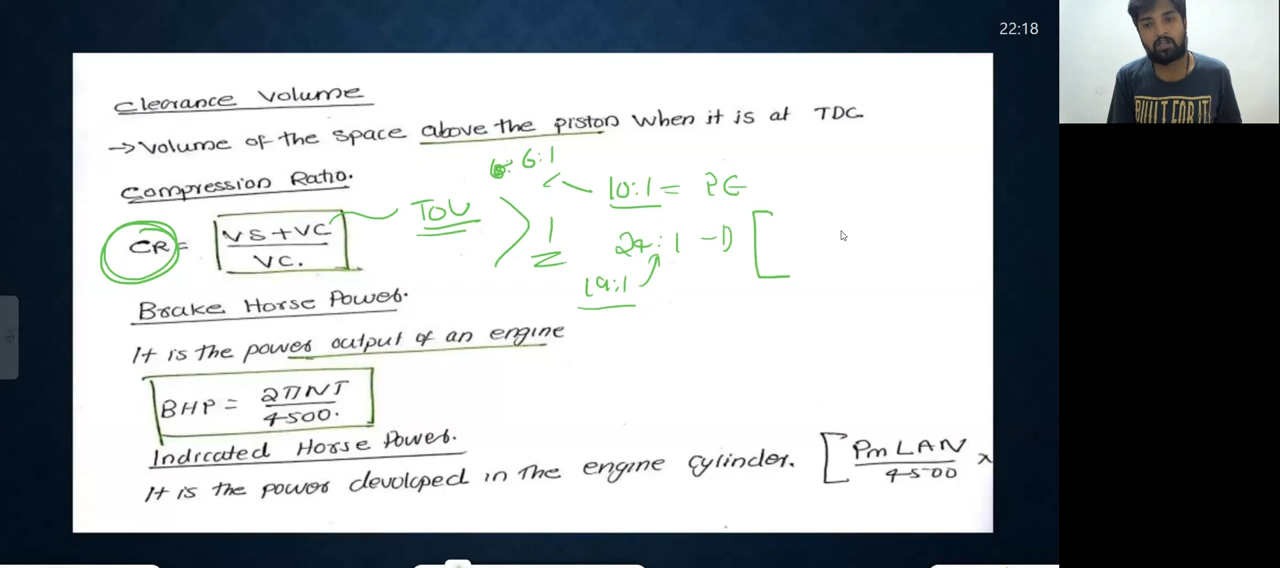 22:18
BUILT FOR IT
Clearance Volume
→ Volume of the space above the piston when it is at TDC
6:1
Compression Ratio.
10:1 = PE
CR = VS+VC
VC.
TOV
> 1
24:1 -D [
19:1
Brake Horse Power.
It is the power output of an engine
BHP = 2πNT
4500.
Indicated Horse Power.
It is the power devoloped in the engine cylinder. [ PmLAN ×
4500